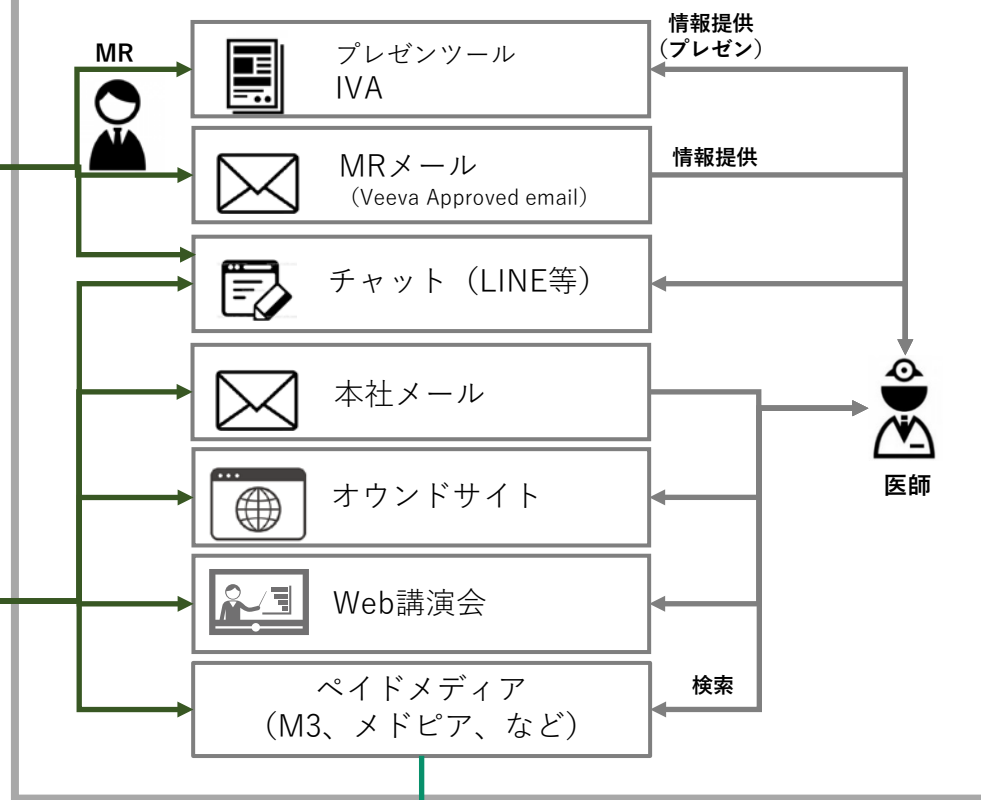 MR
プレゼンツール
IVA
情報提供
（プレゼン）
MRメール
（Veeva Approved email）
情報提供
チャット（LINE等）
本社メール
医師
オウンドサイト
Web講演会
ペイドメディア
（M3、メドピア、など）
検索